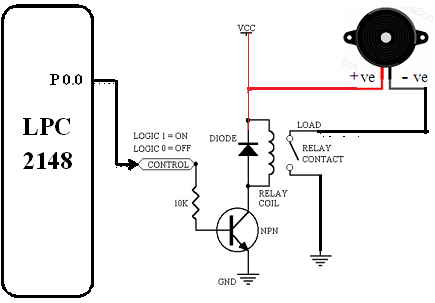 VCC
+ve
- ve
P 0.0
LPC
2148
LOGIC 1 = ON
LOGIC 0 = OFF
CONTROL
DIODE
LOAD
RELAY
CONTACT
RELAY
COIL
10K
NPN
GND